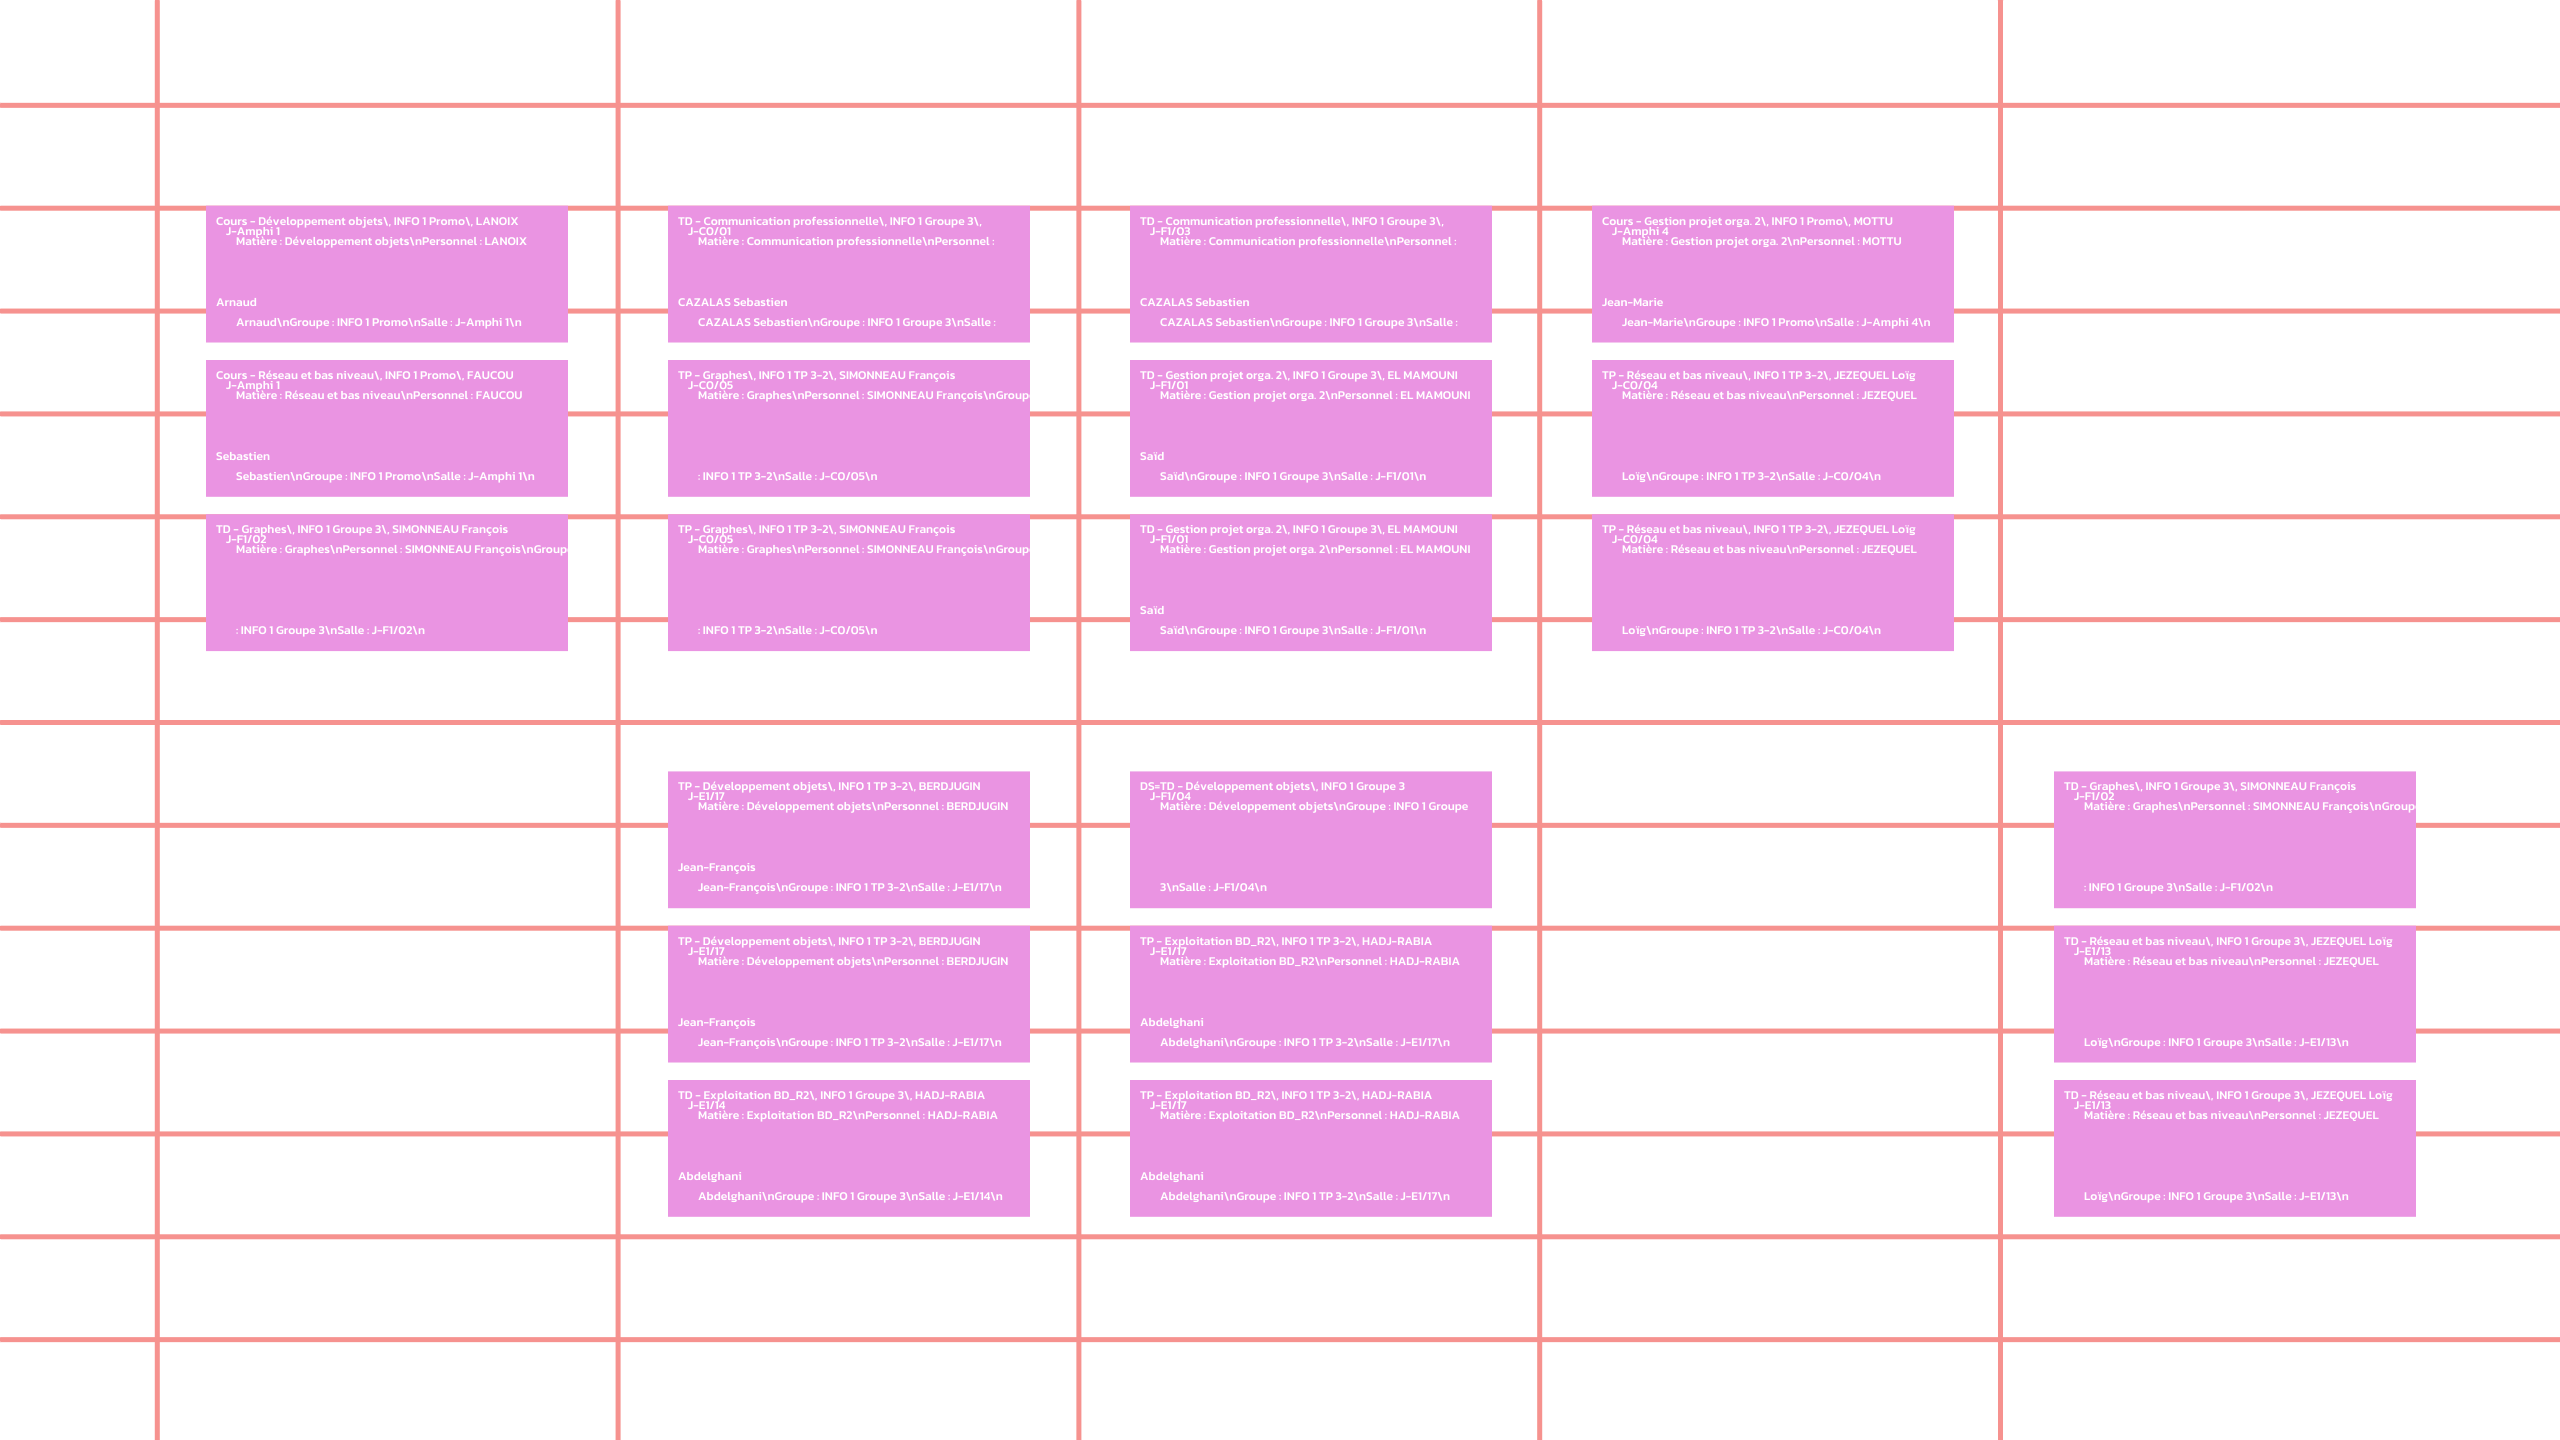 Cours - Développement objets\, INFO 1 Promo\, LANOIX
J-Amphi 1
Matière : Développement objets\nPersonnel : LANOIX
Arnaud
Arnaud\nGroupe : INFO 1 Promo\nSalle : J-Amphi 1\n
Cours - Réseau et bas niveau\, INFO 1 Promo\, FAUCOU
J-Amphi 1
Matière : Réseau et bas niveau\nPersonnel : FAUCOU
Sebastien
Sebastien\nGroupe : INFO 1 Promo\nSalle : J-Amphi 1\n
TD - Graphes\, INFO 1 Groupe 3\, SIMONNEAU François
J-F1/02
Matière : Graphes\nPersonnel : SIMONNEAU François\nGroup
: INFO 1 Groupe 3\nSalle : J-F1/02\n
TD - Communication professionnelle\, INFO 1 Groupe 3\,
J-C0/01
Matière : Communication professionnelle\nPersonnel :
CAZALAS Sebastien
CAZALAS Sebastien\nGroupe : INFO 1 Groupe 3\nSalle :
TP - Graphes\, INFO 1 TP 3-2\, SIMONNEAU François
J-C0/05
Matière : Graphes\nPersonnel : SIMONNEAU François\nGroup
: INFO 1 TP 3-2\nSalle : J-C0/05\n
TP - Graphes\, INFO 1 TP 3-2\, SIMONNEAU François
J-C0/05
Matière : Graphes\nPersonnel : SIMONNEAU François\nGroup
: INFO 1 TP 3-2\nSalle : J-C0/05\n
TP - Développement objets\, INFO 1 TP 3-2\, BERDJUGIN
J-E1/17
Matière : Développement objets\nPersonnel : BERDJUGIN
Jean-François
Jean-François\nGroupe : INFO 1 TP 3-2\nSalle : J-E1/17\n
TP - Développement objets\, INFO 1 TP 3-2\, BERDJUGIN
J-E1/17
Matière : Développement objets\nPersonnel : BERDJUGIN
Jean-François
Jean-François\nGroupe : INFO 1 TP 3-2\nSalle : J-E1/17\n
TD - Exploitation BD_R2\, INFO 1 Groupe 3\, HADJ-RABIA
J-E1/14
Matière : Exploitation BD_R2\nPersonnel : HADJ-RABIA
Abdelghani
Abdelghani\nGroupe : INFO 1 Groupe 3\nSalle : J-E1/14\n
TD - Communication professionnelle\, INFO 1 Groupe 3\,
J-F1/03
Matière : Communication professionnelle\nPersonnel :
CAZALAS Sebastien
CAZALAS Sebastien\nGroupe : INFO 1 Groupe 3\nSalle :
TD - Gestion projet orga. 2\, INFO 1 Groupe 3\, EL MAMOUNI
J-F1/01
Matière : Gestion projet orga. 2\nPersonnel : EL MAMOUNI
Saïd
Saïd\nGroupe : INFO 1 Groupe 3\nSalle : J-F1/01\n
TD - Gestion projet orga. 2\, INFO 1 Groupe 3\, EL MAMOUNI
J-F1/01
Matière : Gestion projet orga. 2\nPersonnel : EL MAMOUNI
Saïd
Saïd\nGroupe : INFO 1 Groupe 3\nSalle : J-F1/01\n
DS=TD - Développement objets\, INFO 1 Groupe 3
J-F1/04
Matière : Développement objets\nGroupe : INFO 1 Groupe
3\nSalle : J-F1/04\n
TP - Exploitation BD_R2\, INFO 1 TP 3-2\, HADJ-RABIA
J-E1/17
Matière : Exploitation BD_R2\nPersonnel : HADJ-RABIA
Abdelghani
Abdelghani\nGroupe : INFO 1 TP 3-2\nSalle : J-E1/17\n
TP - Exploitation BD_R2\, INFO 1 TP 3-2\, HADJ-RABIA
J-E1/17
Matière : Exploitation BD_R2\nPersonnel : HADJ-RABIA
Abdelghani
Abdelghani\nGroupe : INFO 1 TP 3-2\nSalle : J-E1/17\n
Cours - Gestion projet orga. 2\, INFO 1 Promo\, MOTTU
J-Amphi 4
Matière : Gestion projet orga. 2\nPersonnel : MOTTU
Jean-Marie
Jean-Marie\nGroupe : INFO 1 Promo\nSalle : J-Amphi 4\n
TP - Réseau et bas niveau\, INFO 1 TP 3-2\, JEZEQUEL Loïg
J-C0/04
Matière : Réseau et bas niveau\nPersonnel : JEZEQUEL
Loïg\nGroupe : INFO 1 TP 3-2\nSalle : J-C0/04\n
TP - Réseau et bas niveau\, INFO 1 TP 3-2\, JEZEQUEL Loïg
J-C0/04
Matière : Réseau et bas niveau\nPersonnel : JEZEQUEL
Loïg\nGroupe : INFO 1 TP 3-2\nSalle : J-C0/04\n
TD - Graphes\, INFO 1 Groupe 3\, SIMONNEAU François
J-F1/02
Matière : Graphes\nPersonnel : SIMONNEAU François\nGroup
: INFO 1 Groupe 3\nSalle : J-F1/02\n
TD - Réseau et bas niveau\, INFO 1 Groupe 3\, JEZEQUEL Loïg
J-E1/13
Matière : Réseau et bas niveau\nPersonnel : JEZEQUEL
Loïg\nGroupe : INFO 1 Groupe 3\nSalle : J-E1/13\n
TD - Réseau et bas niveau\, INFO 1 Groupe 3\, JEZEQUEL Loïg
J-E1/13
Matière : Réseau et bas niveau\nPersonnel : JEZEQUEL
Loïg\nGroupe : INFO 1 Groupe 3\nSalle : J-E1/13\n